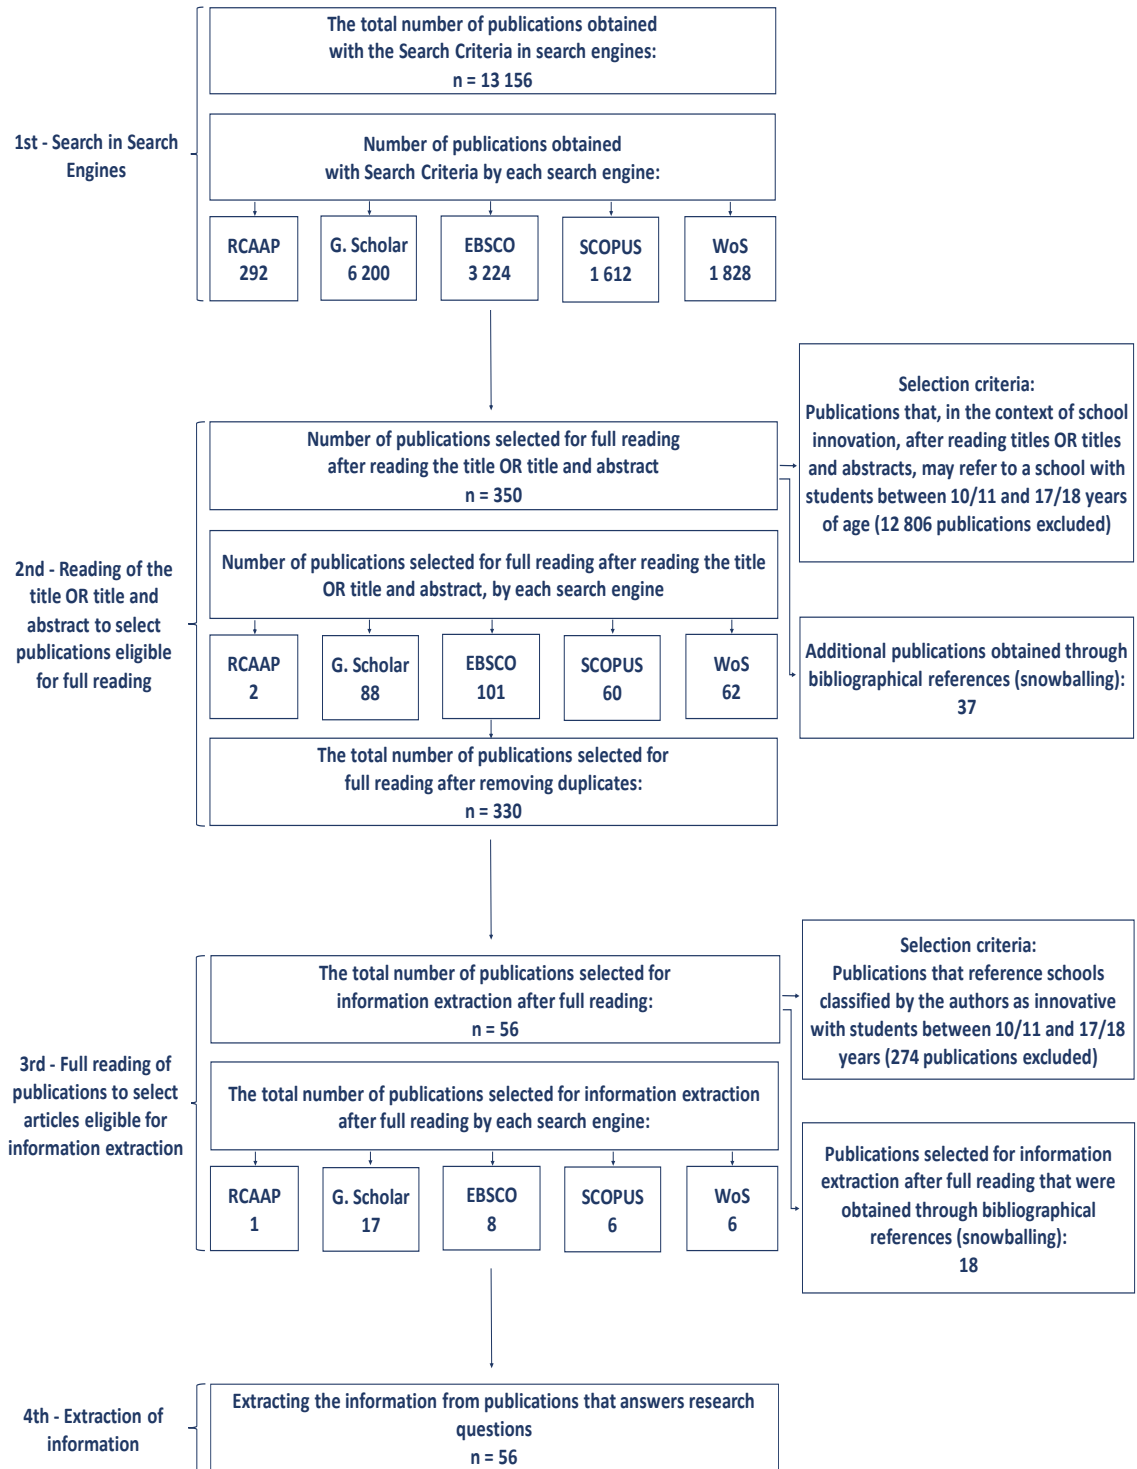 The total number of publications obtained
with the Search Criteria in search engines:
n = 13 156
1st - Search in Search
Engines
Number of publications obtained
with Search Criteria by each search engine:
RCAAP
292
G. Scholar
6 200
EBSCO
3 224
SCOPUS
1 612
WoS
1 828
Selection criteria:
Publications that, in the context of school
innovation, after reading titles OR titles
and abstracts, may refer to a school with
students between 10/11 and 17/18 years
of age (12 806 publications excluded)
Number of publications selected for full reading
after reading the title OR title and abstract
n = 350
2nd - Reading of the
title OR title and
abstract to select
publications eligible
for full reading
Number of publications selected for full reading after reading the title
OR title and abstract, by each search engine
RCAAP
2
G. Scholar
88
EBSCO
101
SCOPUS
60
WoS
62
Additional publications obtained through
bibliographical references (snowballing):
37
The total number of publications selected for
full reading after removing duplicates:
n = 330
Selection criteria:
Publications that reference schools
classified by the authors as innovative
with students between 10/11 and 17/18
years (274 publications excluded)
The total number of publications selected for
information extraction after full reading:
n = 56
3rd - Full reading of
publications to select
articles eligible for
information extraction
The total number of publications selected for information extraction
after full reading by each search engine:
RCAAP
1
G. Scholar
17
EBSCO
8
SCOPUS
6
WoS
6
Publications selected for information
extraction after full reading that were
obtained through bibliographical
references (snowballing):
18
4th - Extraction of
information
Extracting the information from publications that answers research
questions
n = 56